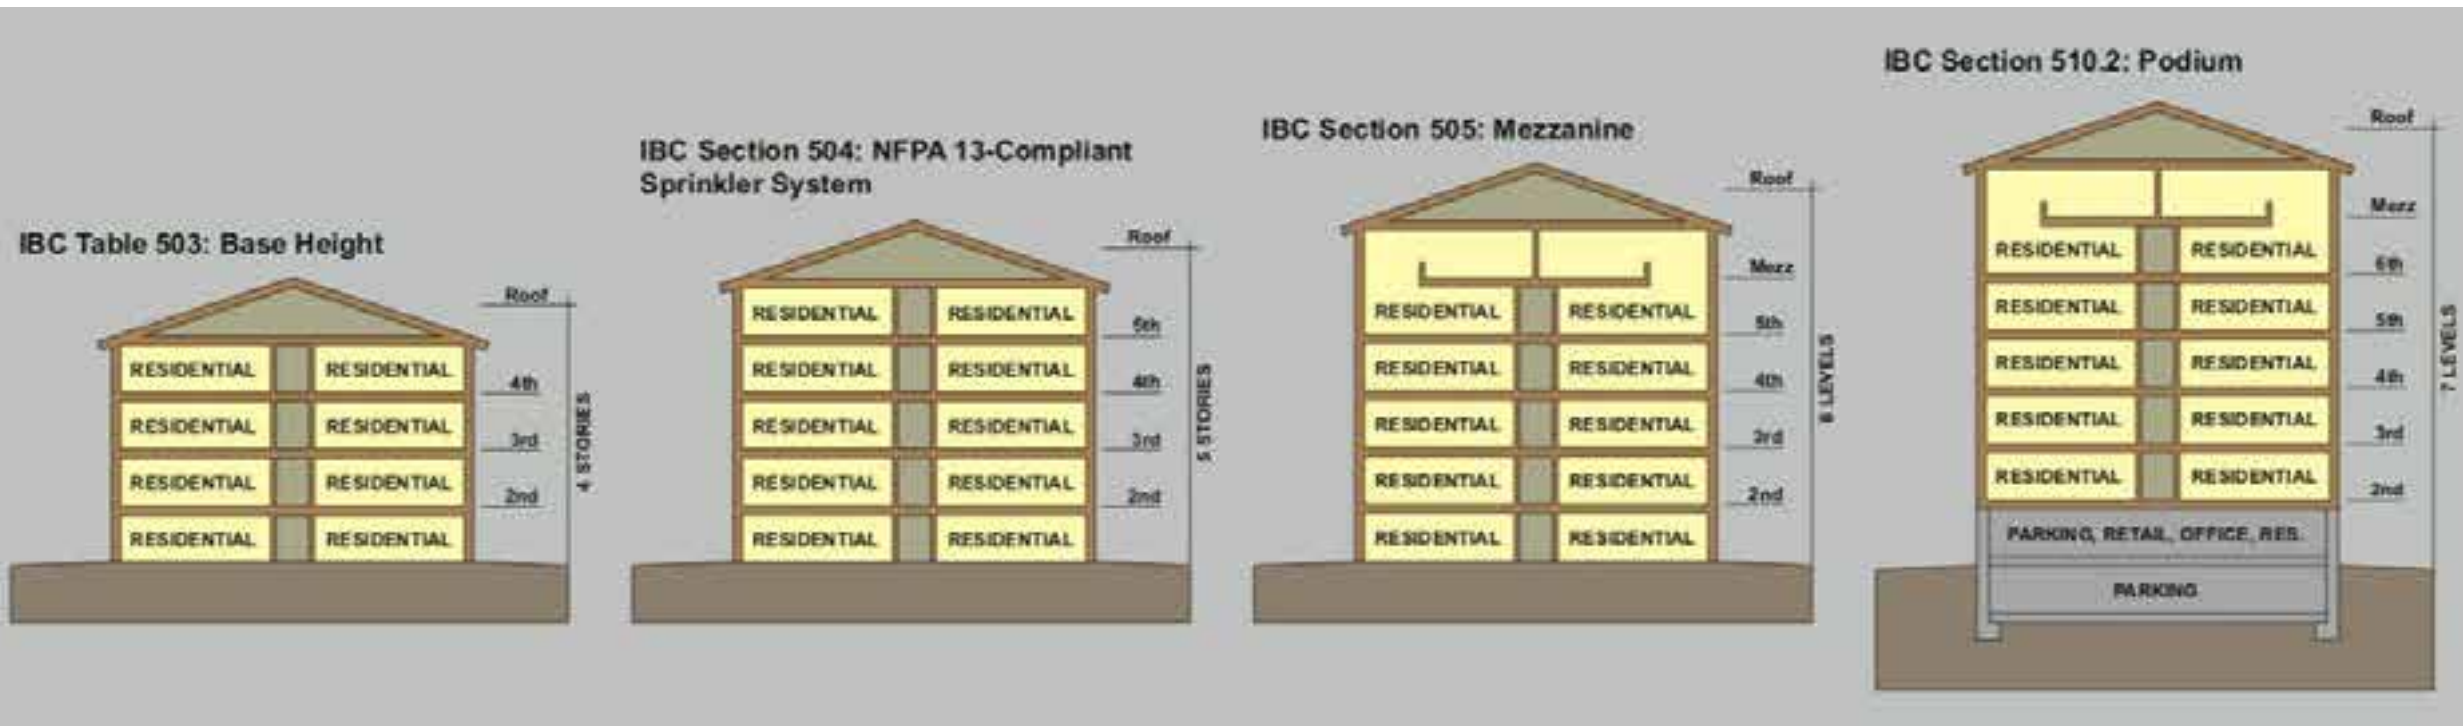 IBC Table 503: Base Height
Roof
RESIDENTIAL RESIDENTIAL
4th
RESIDENTIAL RESIDENTIAL
3rd
RESIDENTIAL RESIDENTIAL
2nd
RESIDENTIAL RESIDENTIAL
4 STORIES
IBC Section 504: NFPA 13-Compliant
Sprinkler System
Roof
RESIDENTIAL RESIDENTIAL
5th
RESIDENTIAL RESIDENTIAL
4th
RESIDENTIAL RESIDENTIAL
3rd
RESIDENTIAL RESIDENTIAL
2nd
RESIDENTIAL RESIDENTIAL
5 STORIES
IBC Section 505: Mezzanine
Roof
Mezz
RESIDENTIAL RESIDENTIAL
5th
RESIDENTIAL RESIDENTIAL
4th
RESIDENTIAL RESIDENTIAL
3rd
RESIDENTIAL RESIDENTIAL
2nd
RESIDENTIAL RESIDENTIAL
6 LEVELS
IBC Section 510.2: Podium
Roof
Mezz
RESIDENTIAL RESIDENTIAL
6th
RESIDENTIAL RESIDENTIAL
5th
RESIDENTIAL RESIDENTIAL
4th
RESIDENTIAL RESIDENTIAL
3rd
RESIDENTIAL RESIDENTIAL
2nd
PARKING, RETAIL, OFFICE, RES.
PARKING
7 LEVELS